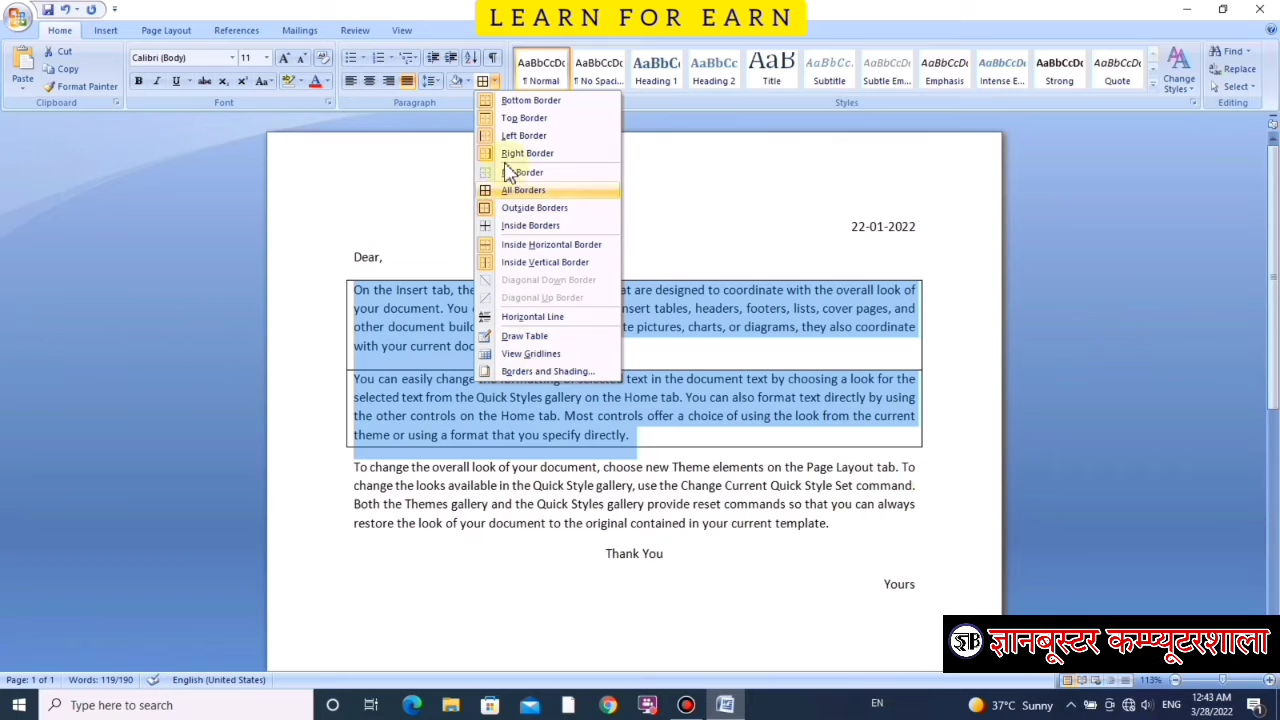 LEARN FOR EARN
Home Insert Page Layout References Mailings Review View
Paste
Cut
Copy
Format Painter
Clipboard
Calibri (Body) 11
Font
Paragraph
AaBbCcDc AaBbCcDc AaBbCc AaBbCc AaB AaBbCc. AaBbCcDc AaBbCcDc AaBbCcDc AaBbCcDc AaBbCcDc
¶ Normal ¶ No Spaci... Heading 1 Heading 2 Title Subtitle Subtle Em... Emphasis Intense E... Strong Quote
Change Styles
Styles
Find
Replace
Select
Editing
Bottom Border
Top Border
Left Border
Right Border
Border
All Borders
Outside Borders
Inside Borders
Inside Horizontal Border
Inside Vertical Border
Diagonal Down Border
Diagonal Up Border
Horizontal Line
Draw Table
View Gridlines
Borders and Shading...
22-01-2022
Dear,
On the Insert tab, the at are designed to coordinate with the overall look of
your document. You nsert tables, headers, footers, lists, cover pages, and
other document build te pictures, charts, or diagrams, they also coordinate
with your current doc
You can easily change the formatting of selected text in the document text by choosing a look for the
selected text from the Quick Styles gallery on the Home tab. You can also format text directly by using
the other controls on the Home tab. Most controls offer a choice of using the look from the current
theme or using a format that you specify directly.
To change the overall look of your document, choose new Theme elements on the Page Layout tab. To
change the looks available in the Quick Style gallery, use the Change Current Quick Style Set command.
Both the Themes gallery and the Quick Styles gallery provide reset commands so that you can always
restore the look of your document to the original contained in your current template.
Thank You
Yours
ज्ञानबूस्टर कम्प्यूटरशाला
Page: 1 of 1 Words: 119/190 English (United States) 113%
Type here to search
EN
37°C Sunny
ENG
12:43 AM
3/28/2022